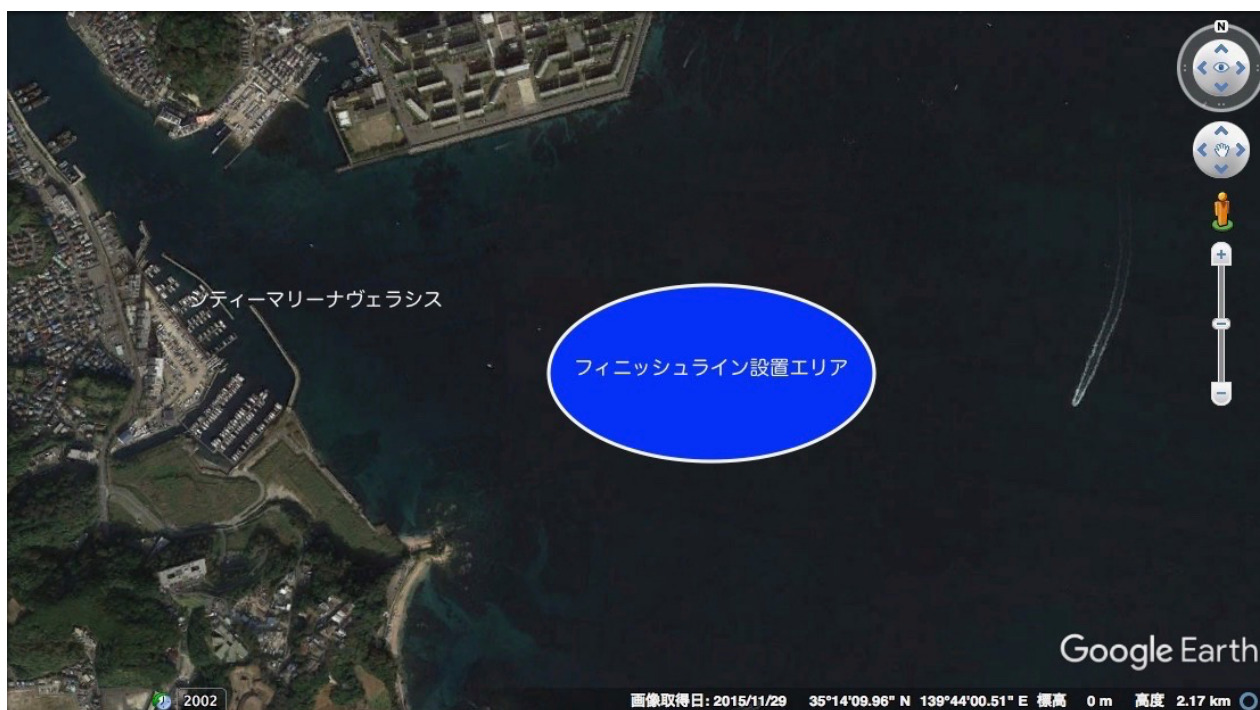 N
シティーマリーナヴェラシス
フィニッシュライン設置エリア
Google Earth
2002
画像取得日: 2015/11/29 35°14'09.96" N 139°44'00.51" E 標高 0 m 高度 2.17 km